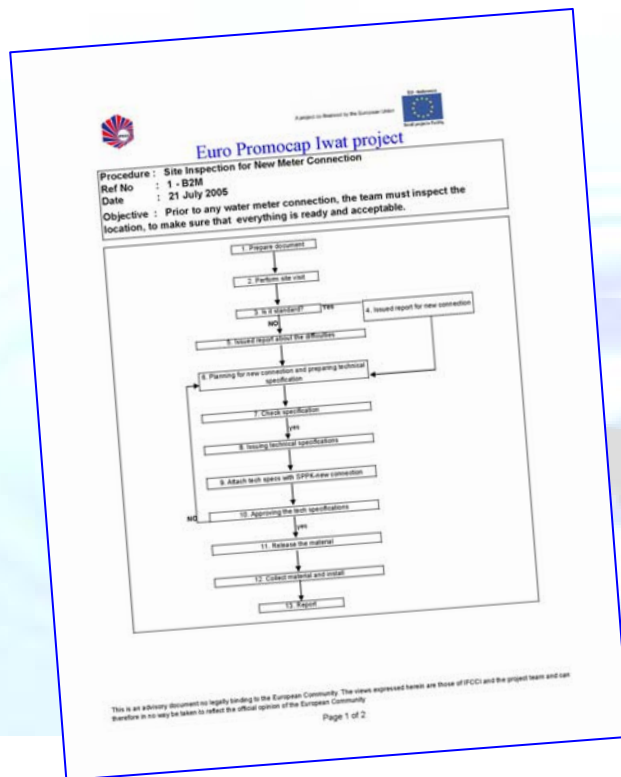 A project co-financed by the European Union
Euro Promocap Iwat project
Procedure : Site Inspection for New Meter Connection
Ref No : 1 - B2M
Date : 21 July 2005
Objective : Prior to any water meter connection, the team must inspect the
location, to make sure that everything is ready and acceptable.
1. Prepare document
2. Perform site visit
3. Is it standard?
Yes
4. Issued report for new connection
NO
5. Issued report about the difficulties
6. Planning for new connection and preparing technical
specification
7. Check specification
yes
8. Issuing technical specifications
9. Attach tech specs with SPPK-new connection
10. Approving the tech specifications
NO
yes
11. Release the material
12. Collect material and install
13. Report
This is an advisory document no legally binding to the European Community. The views expressed herein are those of IFCCI and the project team and can
therefore in no way be taken to reflect the official opinion of the European Community
Page 1 of 2